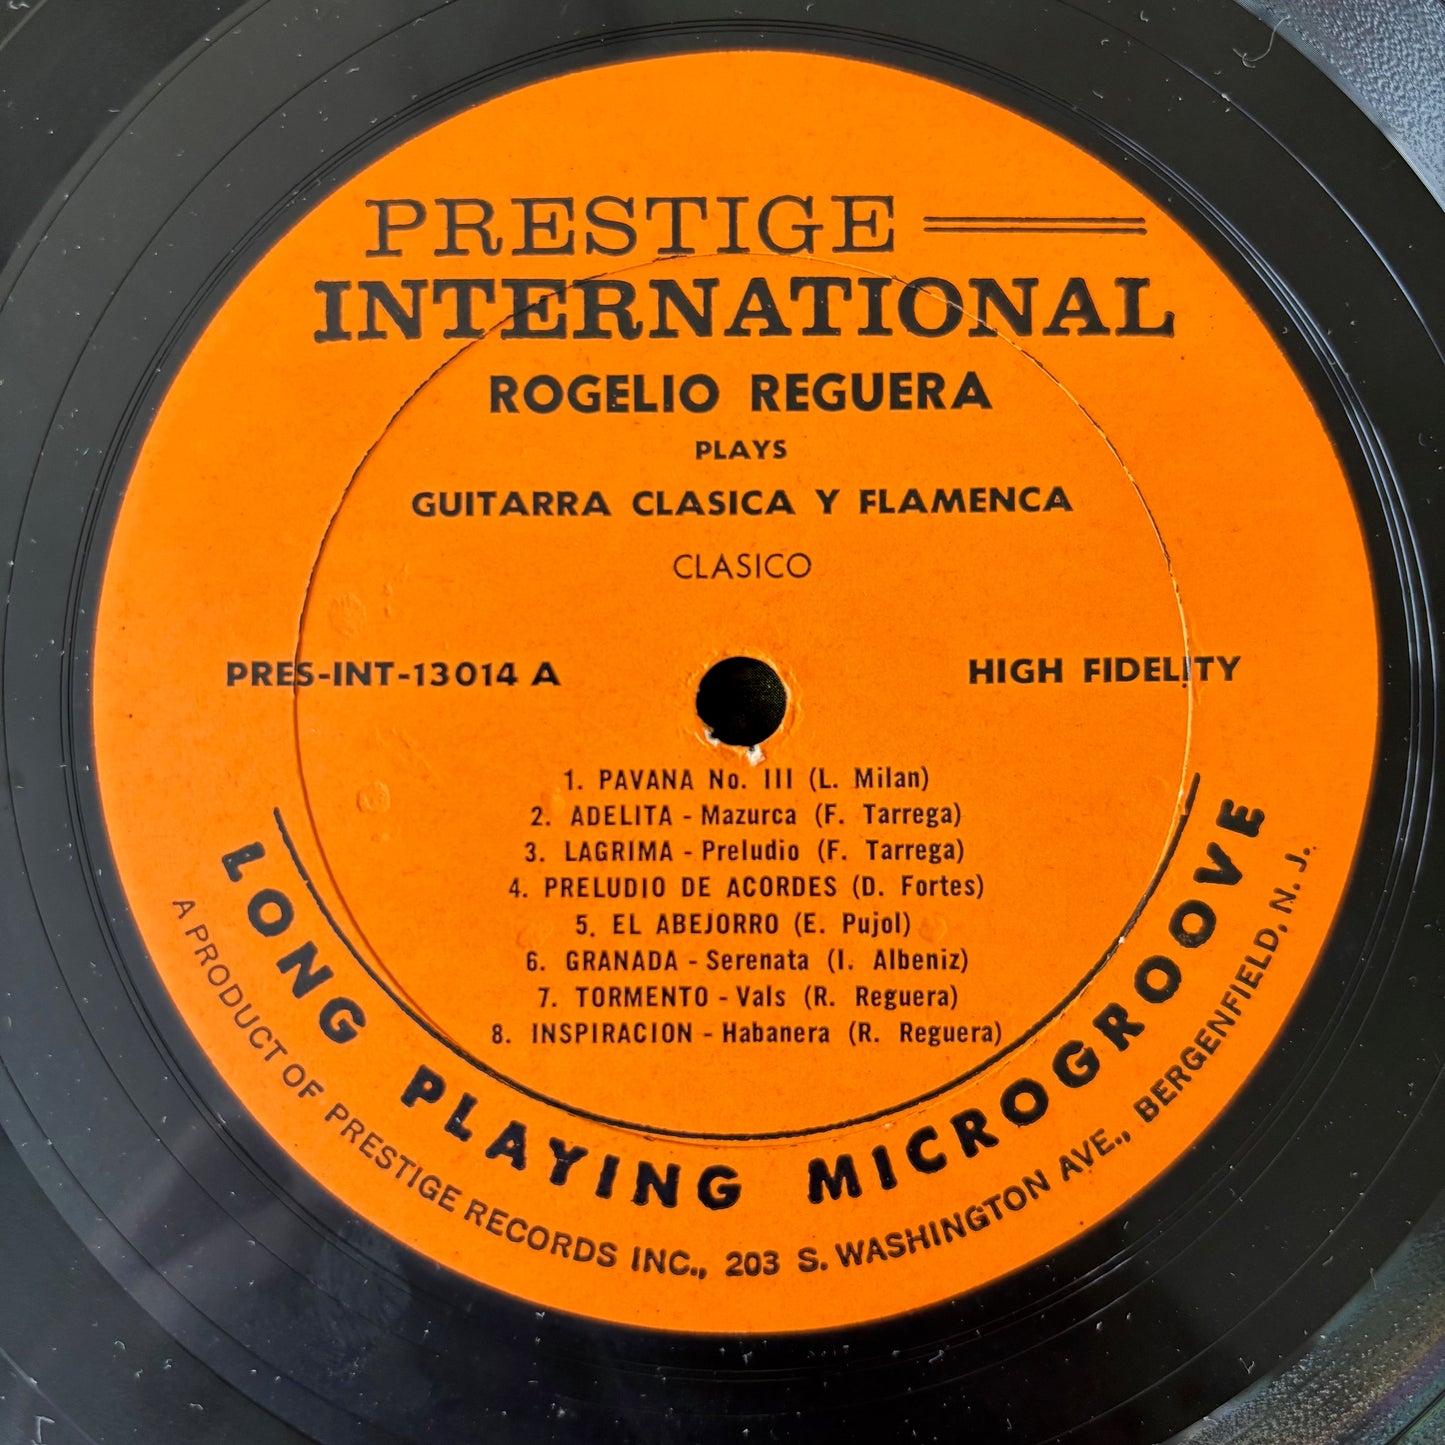 PRESTIGE
INTERNATIONAL
ROGELIO REGUERA
PLAYS
GUITARRA CLASICA Y FLAMENCA
CLASICO
PRES-INT-13014 A
HIGH FIDELITY
1. PAVANA No. III (L. Milan)
2. ADELITA - Mazurca (F. Tarrega)
3. LAGRIMA - Preludio (F. Tarrega)
4. PRELUDIO DE ACORDES (D. Fortes)
5. EL ABEJORRO (E. Pujol)
6. GRANADA - Serenata (I. Albeniz)
7. TORMENTO - Vals (R. Reguera)
8. INSPIRACION - Habanera (R. Reguera)
LONG PLAYING MICROGROOVE
A PRODUCT OF PRESTIGE RECORDS INC., 203 S. WASHINGTON AVE., BERGENFIELD, N. J.